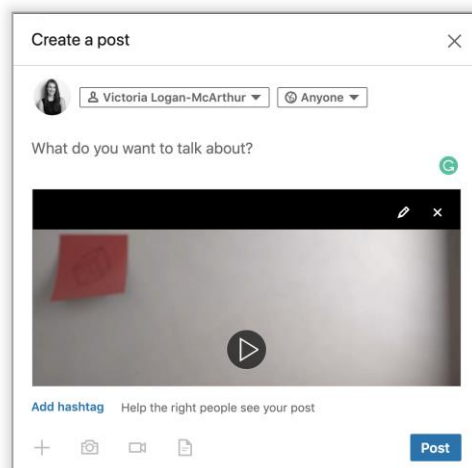 Create a post
Victoria Logan-McArthur Anyone
What do you want to talk about?
Add hashtag Help the right people see your post
Post